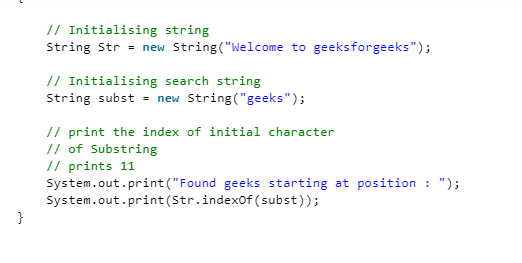 // Initialising string
String Str = new String("Welcome to geeksforgeeks");
// Initialising search string
String subst = new String("geeks");
// print the index of initial character
// of Substring
// prints 11
System.out.print("Found geeks starting at position : ");
System.out.print(Str.indexOf(subst));
}